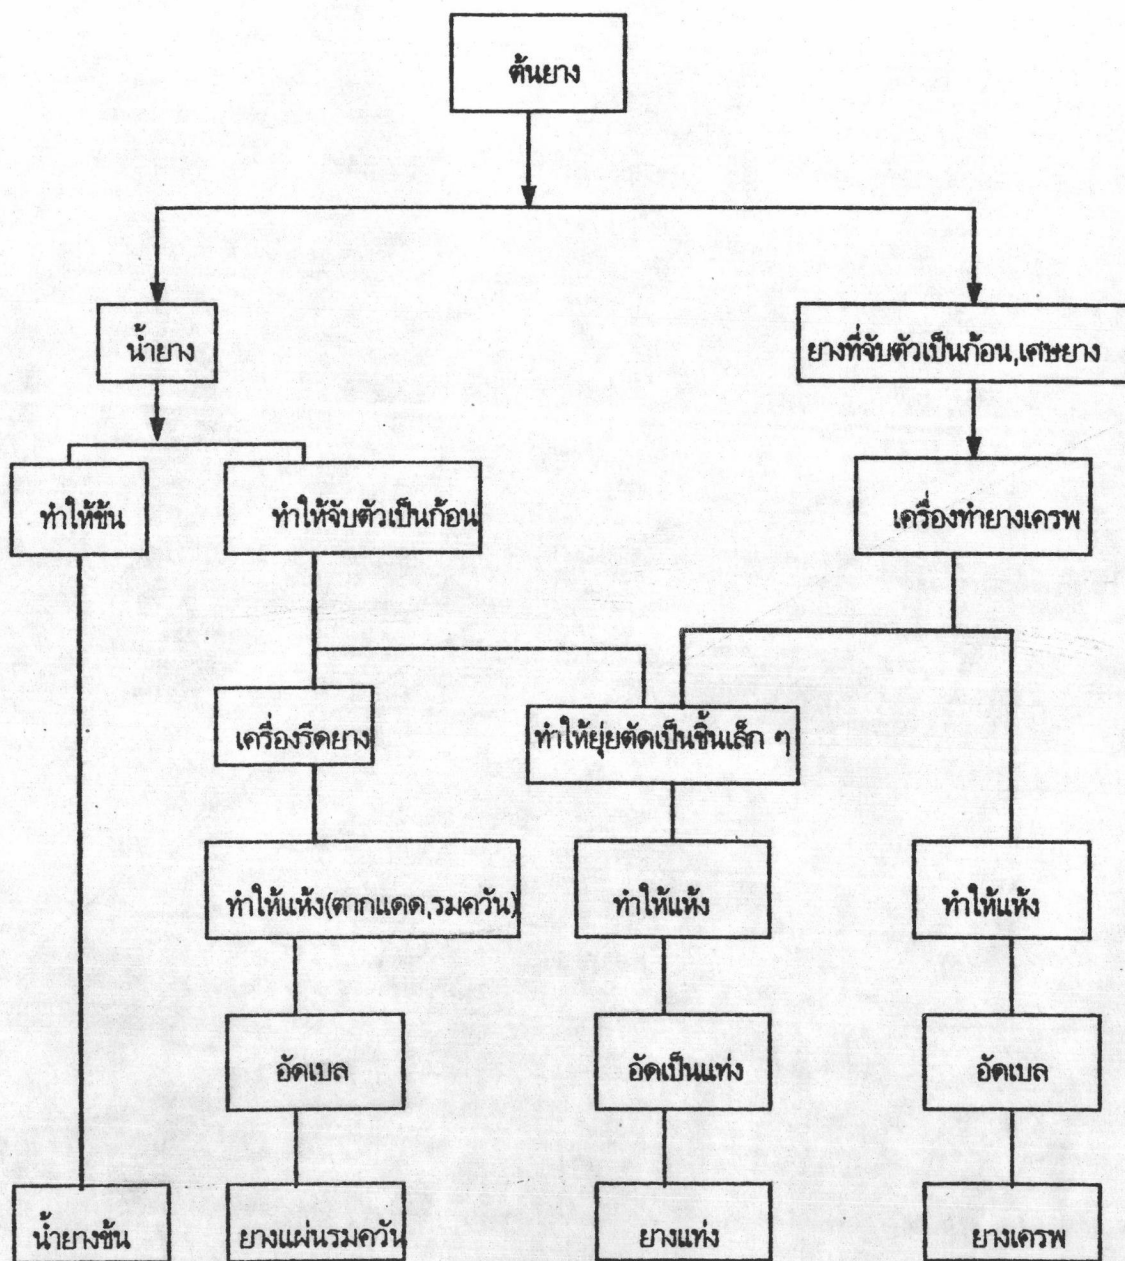 ต้นยาง
น้ำยาง
ยางที่จับตัวเป็นก้อน,เศษยาง
ทำให้ข้น
ทำให้จับตัวเป็นก้อน
เครื่องทำยางเครพ
เครื่องรีดยาง
ทำให้ยุ่ยตัดเป็นชิ้นเล็ก ๆ
ทำให้แห้ง(ตากแดด,รมควัน)
ทำให้แห้ง
ทำให้แห้ง
อัดเบล
อัดเป็นแท่ง
อัดเบล
น้ำยางข้น
ยางแผ่นรมควัน
ยางแท่ง
ยางเครพ